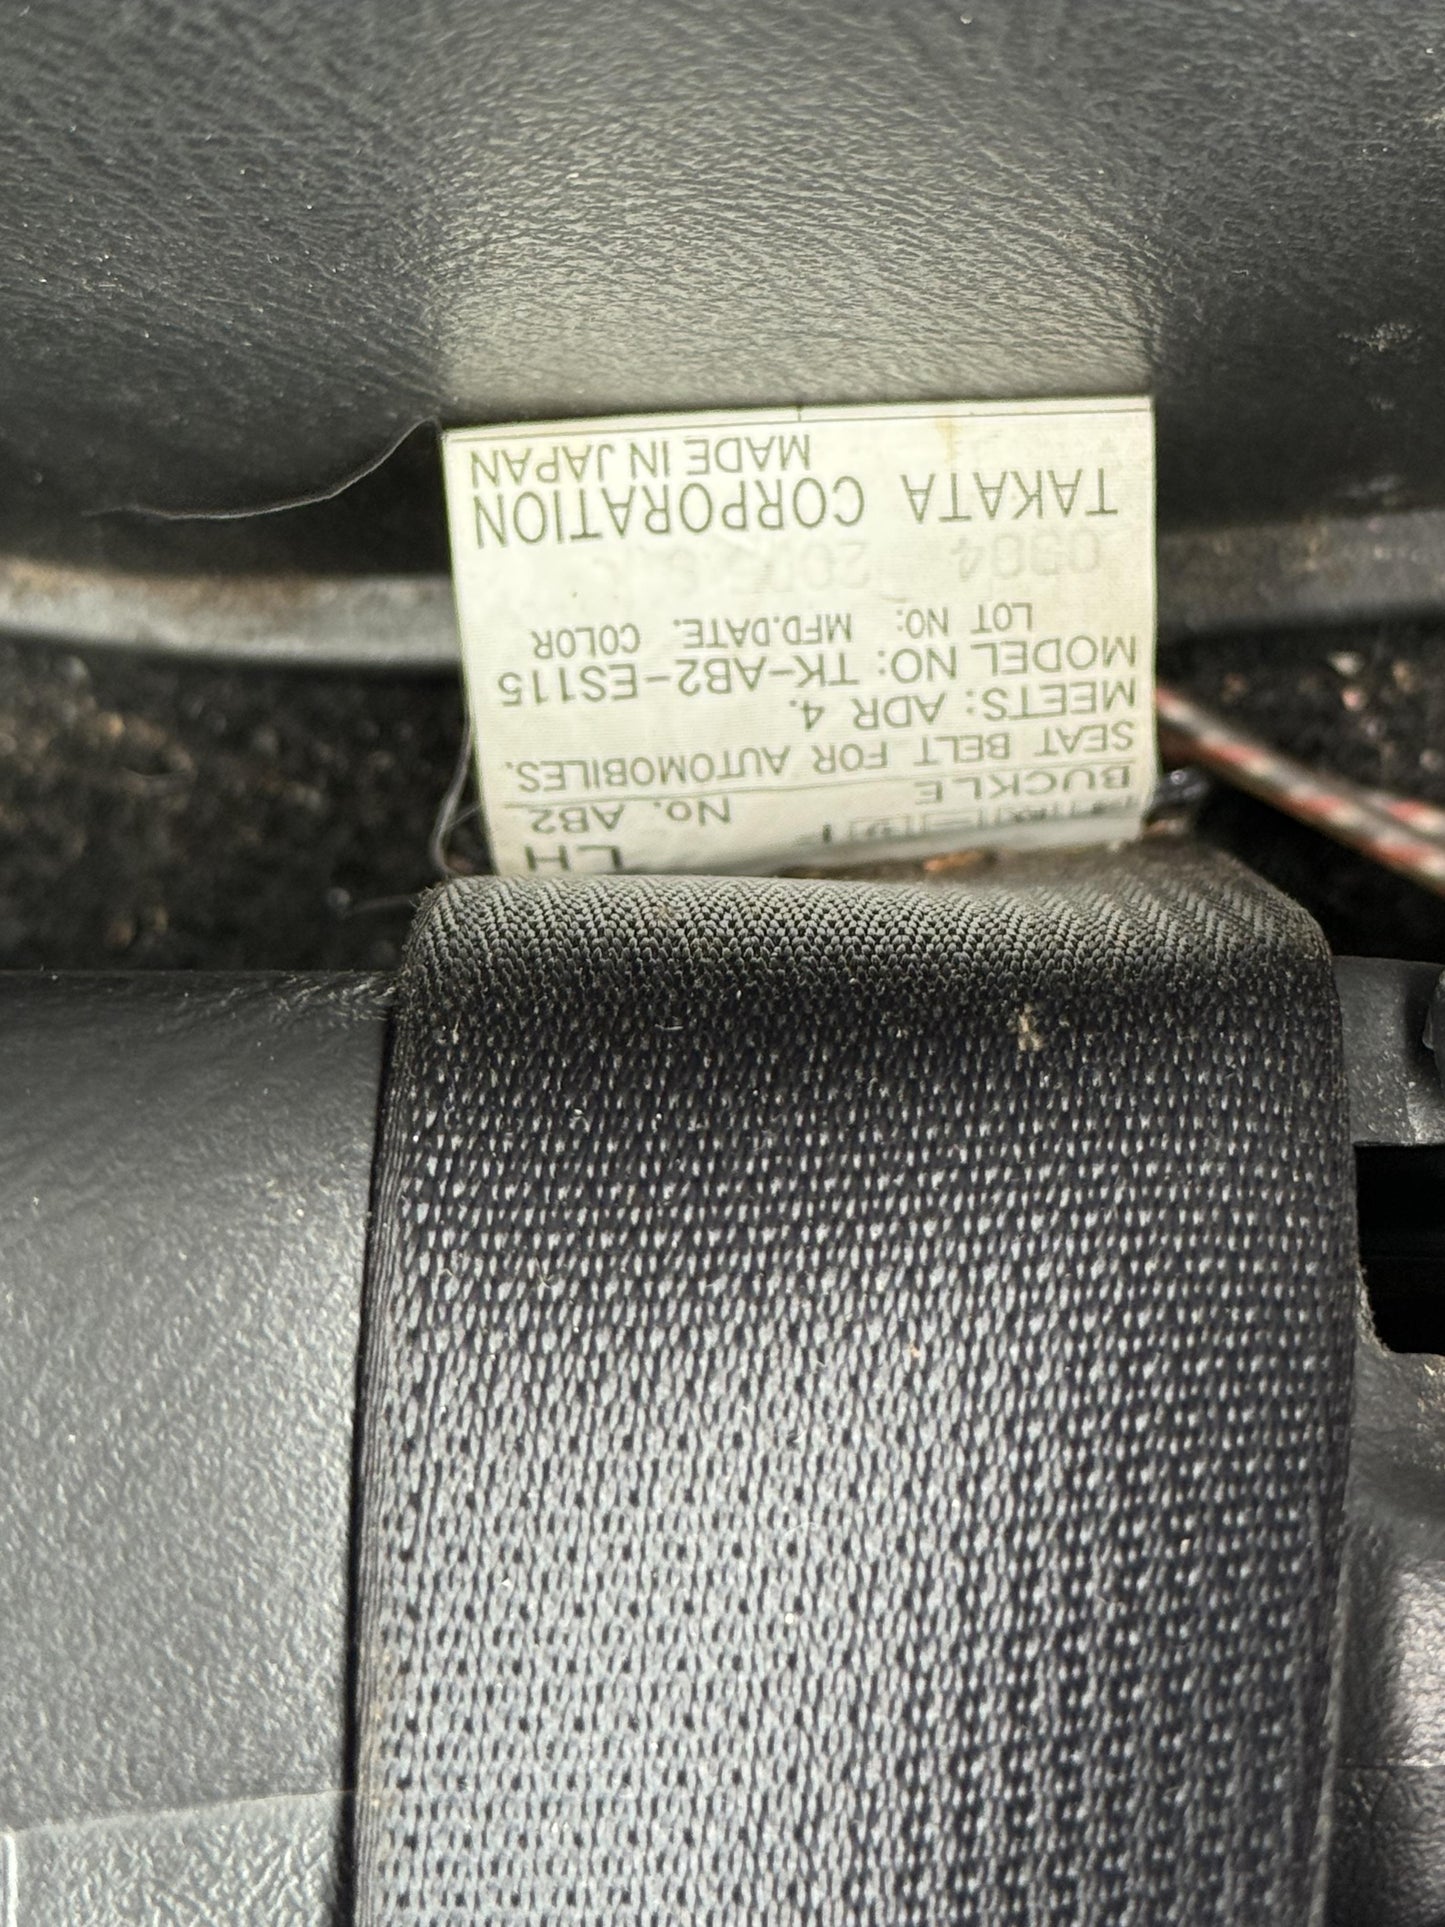 LH
BUCKLE No. AB2
SEAT BELT FOR AUTOMOBILES.
MEETS: ADR 4.
MODEL NO: TK-AB2-ES115
LOT NO: MFD.DATE. COLOR
TAKATA CORPORATION
MADE IN JAPAN